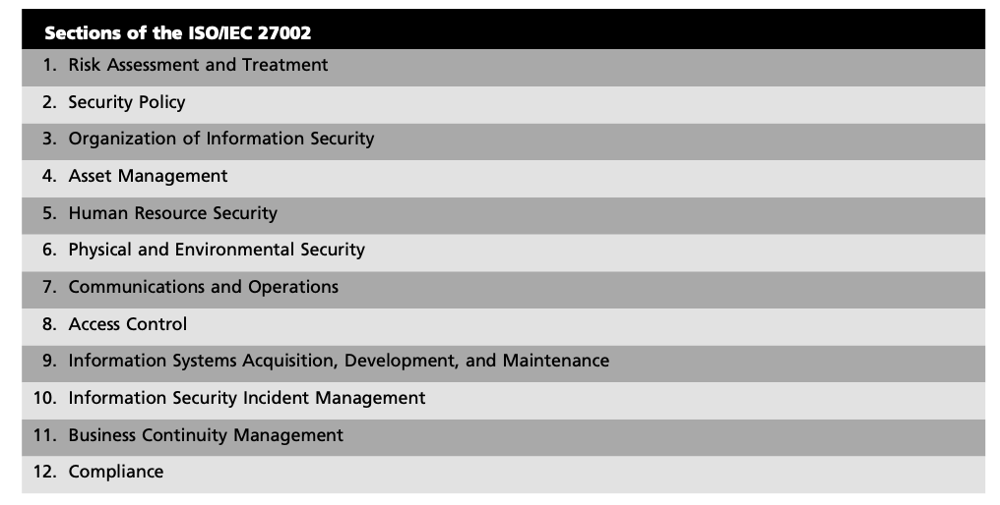 Sections of the ISO/IEC 27002
1. Risk Assessment and Treatment
2. Security Policy
3. Organization of Information Security
4. Asset Management
5. Human Resource Security
6. Physical and Environmental Security
7. Communications and Operations
8. Access Control
9. Information Systems Acquisition, Development, and Maintenance
10. Information Security Incident Management
11. Business Continuity Management
12. Compliance